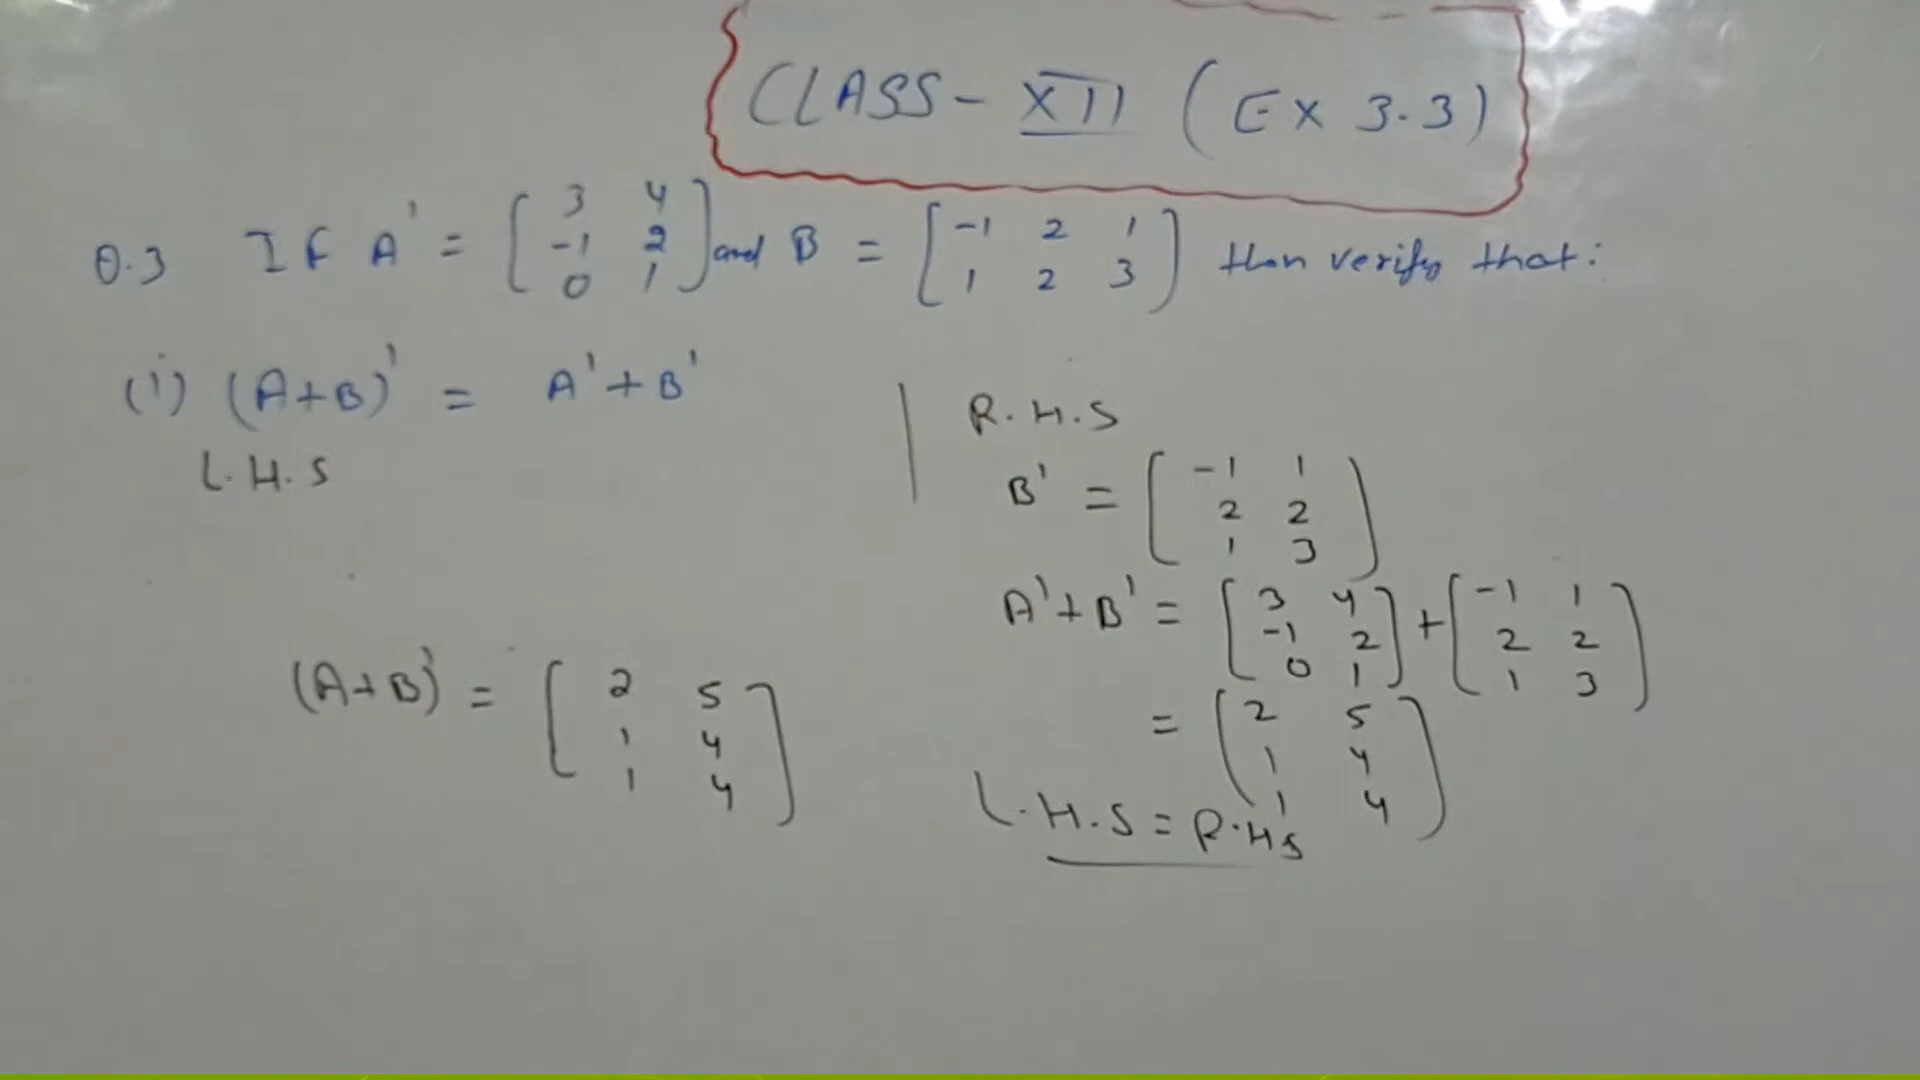 CLASS - XII (EX 3.3)
Q.3 If A' = [3 4
-1 2
0 1] and B = [-1 2 1
1 2 3] then verify that:
(i) (A+B)' = A'+B'
L.H.S
(A+B)' = [2 5
1 4
1 4]
R.H.S
B' = [-1 1
2 2
1 3]
A'+B' = [3 4
-1 2
0 1] + [-1 1
2 2
1 3]
= [2 5
1 4
1 4]
L.H.S = R.H.S